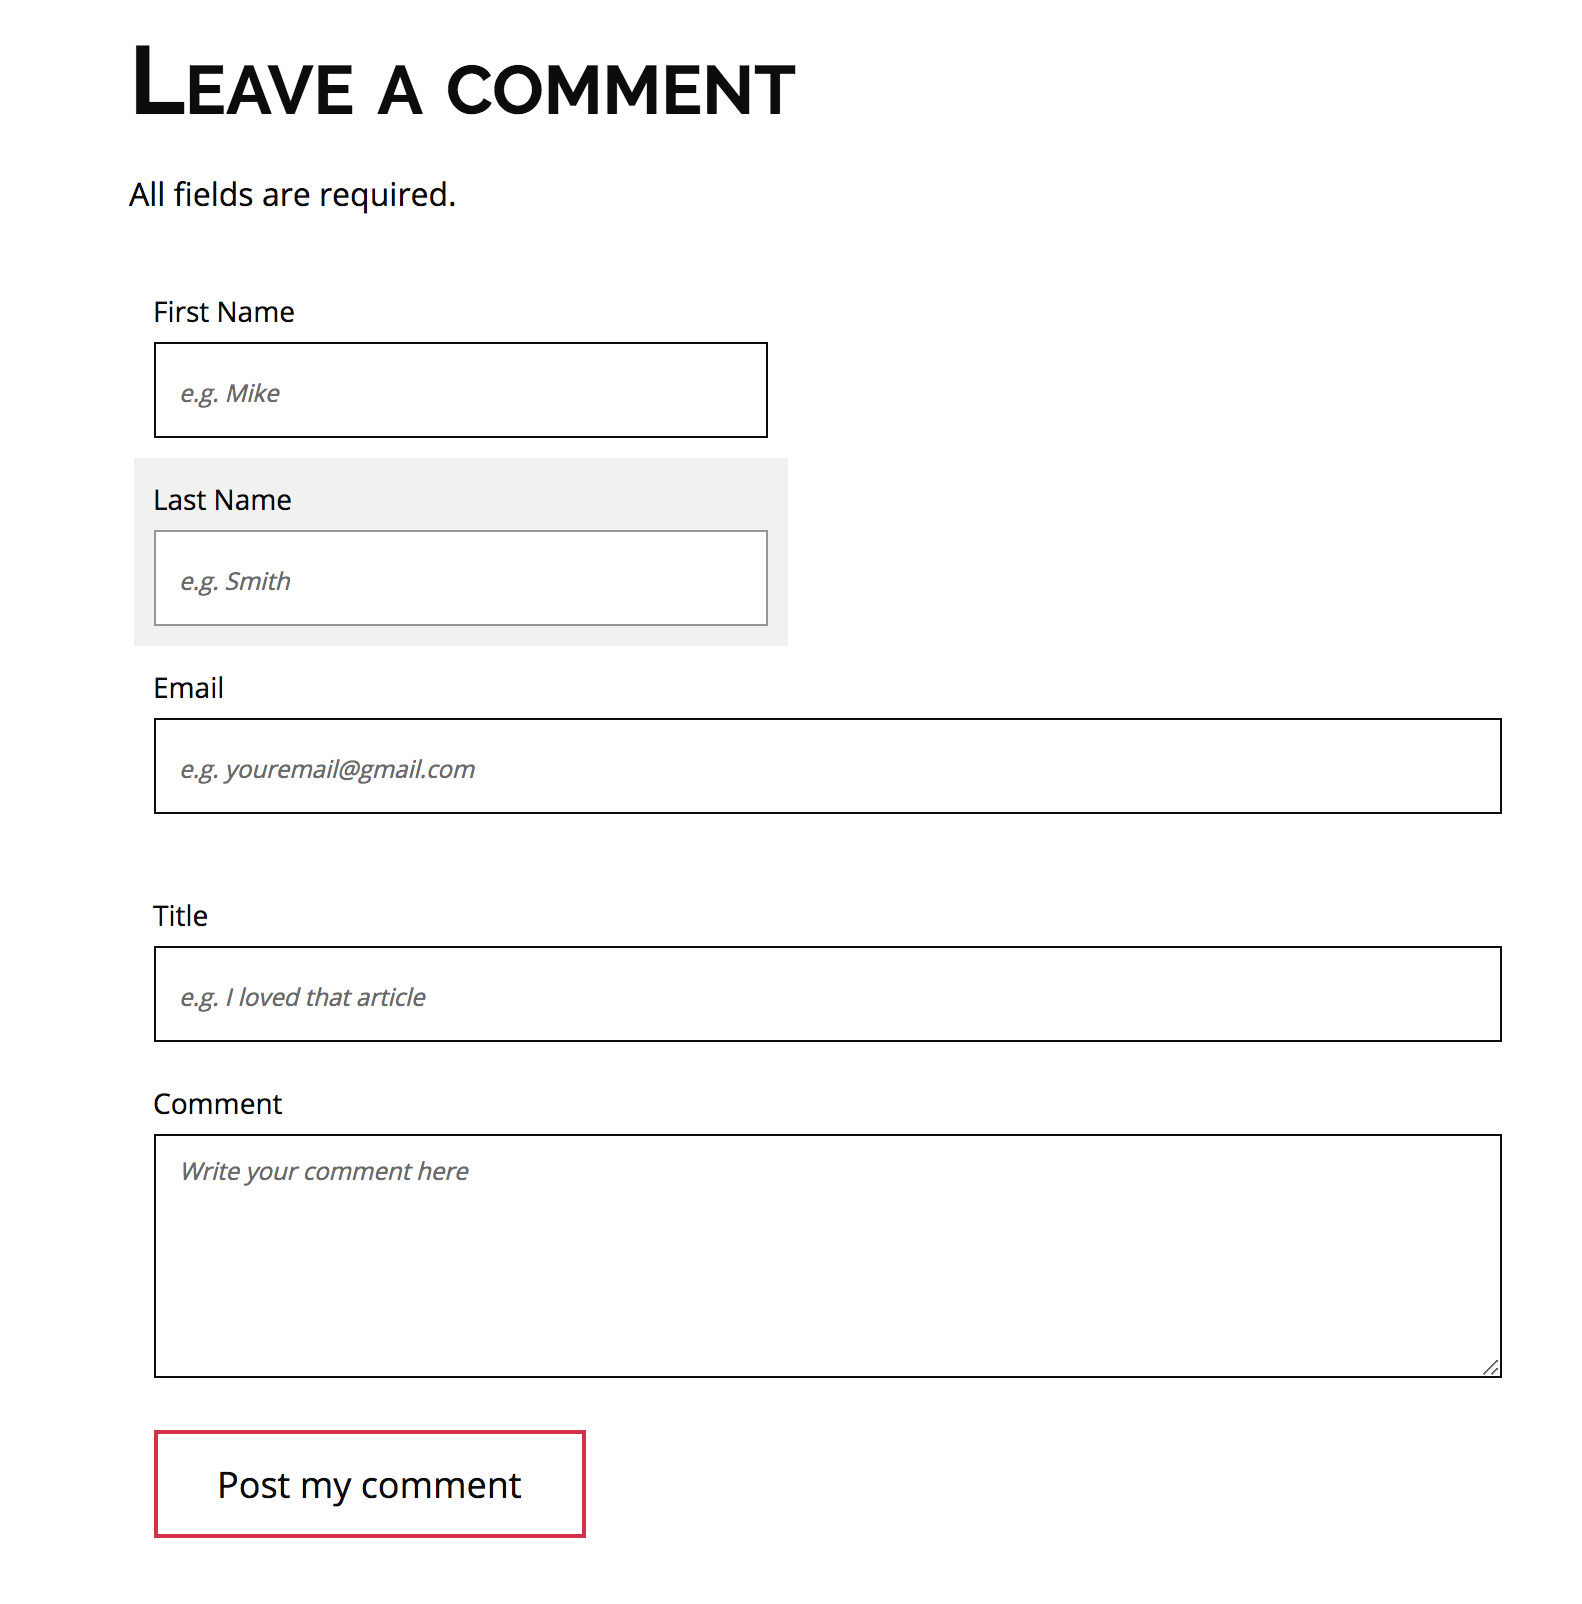 Leave a comment
All fields are required.
First Name
e.g. Mike
Last Name
e.g. Smith
Email
e.g. youremail@gmail.com
Title
e.g. I loved that article
Comment
Write your comment here
Post my comment